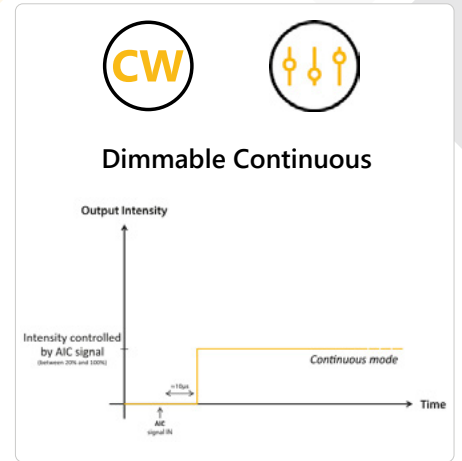 CW
Dimmable Continuous
Output Intensity
Intensity controlled
by AIC signal
(between 20% and 100%)
Continuous mode
≈10µs
Time
AIC
signal IN